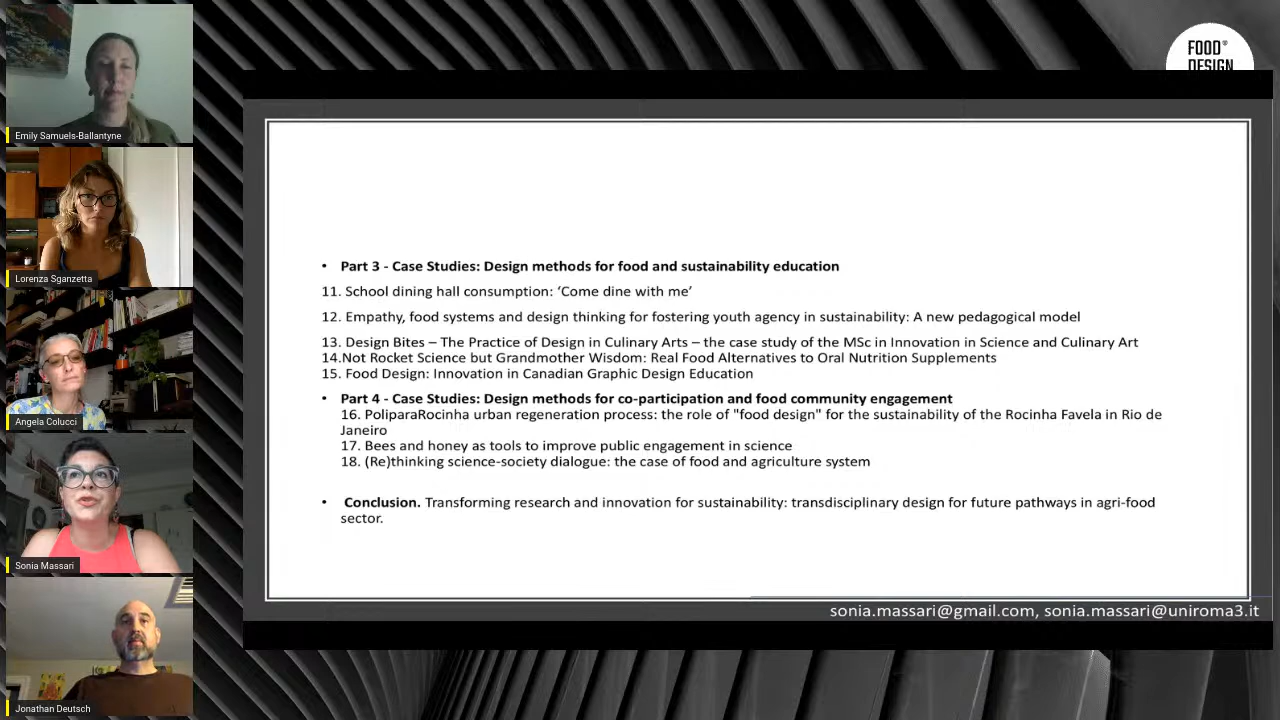 Emily Samuels-Ballantyne
Lorenza Sganzetta
Angela Colucci
Sonia Massari
Jonathan Deutsch
FOOD®
DESIGN
• Part 3 - Case Studies: Design methods for food and sustainability education
11. School dining hall consumption: ‘Come dine with me’
12. Empathy, food systems and design thinking for fostering youth agency in sustainability: A new pedagogical model
13. Design Bites – The Practice of Design in Culinary Arts – the case study of the MSc in Innovation in Science and Culinary Art
14.Not Rocket Science but Grandmother Wisdom: Real Food Alternatives to Oral Nutrition Supplements
15. Food Design: Innovation in Canadian Graphic Design Education
• Part 4 - Case Studies: Design methods for co-participation and food community engagement
16. PoliparaRocinha urban regeneration process: the role of "food design" for the sustainability of the Rocinha Favela in Rio de
Janeiro
17. Bees and honey as tools to improve public engagement in science
18. (Re)thinking science-society dialogue: the case of food and agriculture system
• Conclusion. Transforming research and innovation for sustainability: transdisciplinary design for future pathways in agri-food
sector.
sonia.massari@gmail.com, sonia.massari@uniroma3.it